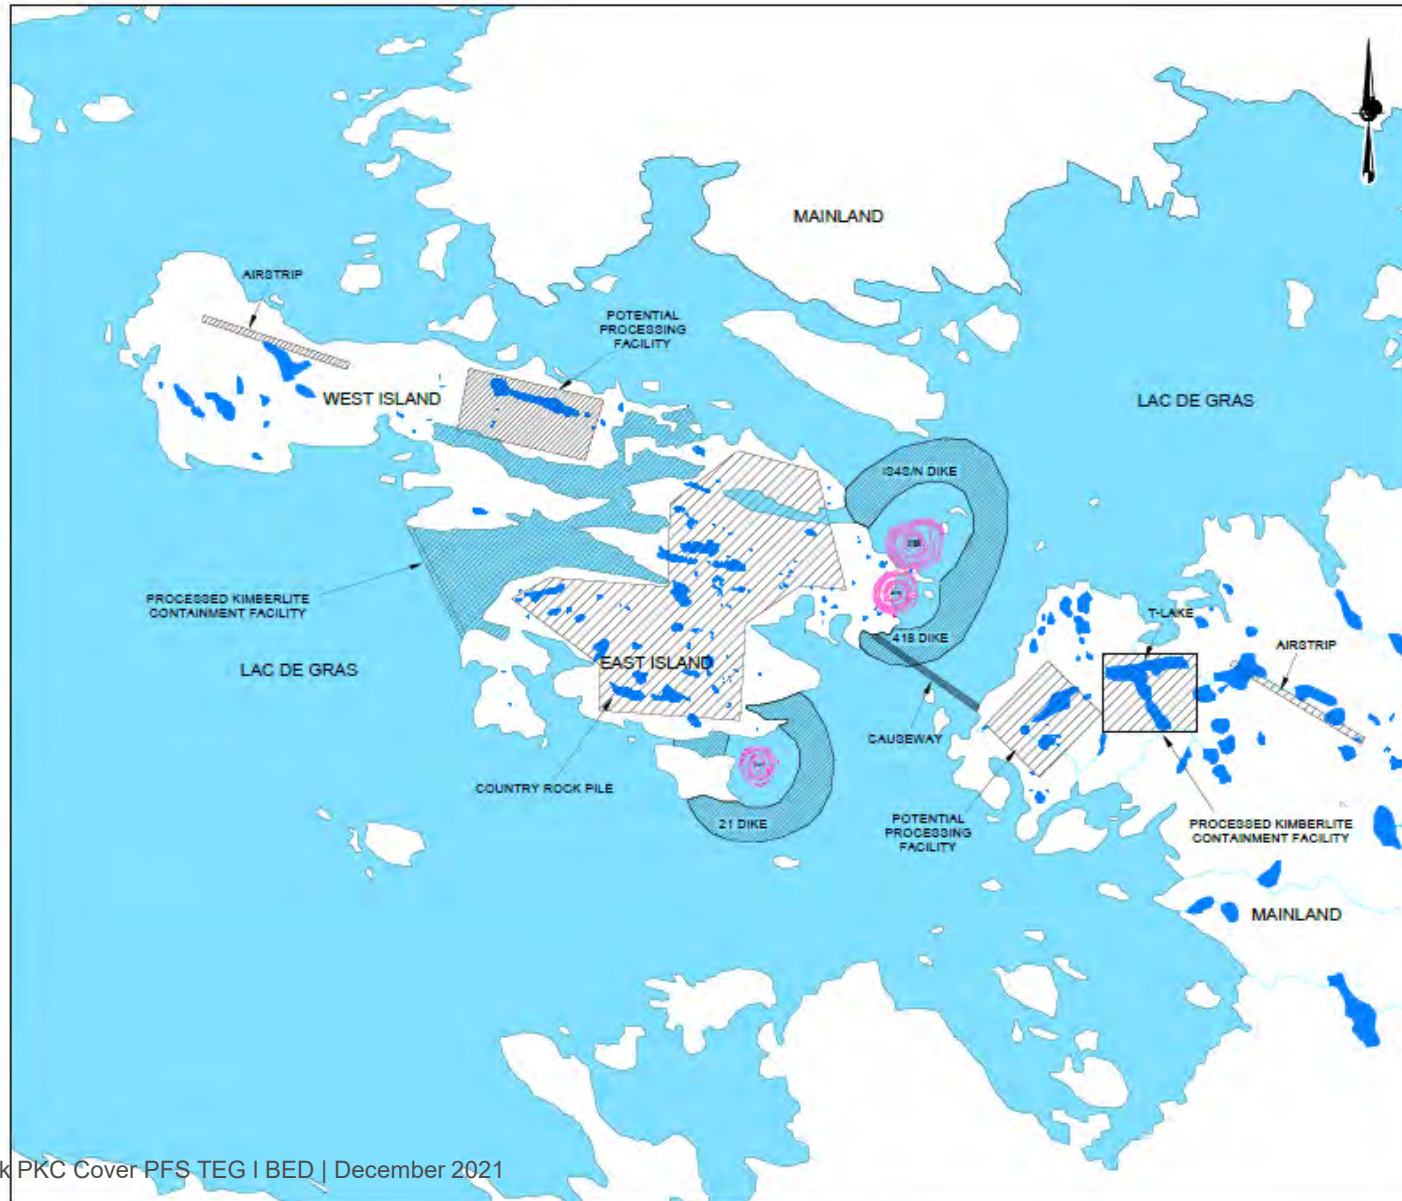 MAINLAND
AIRSTRIP
POTENTIAL
PROCESSING
FACILITY
WEST ISLAND
LAC DE GRAS
DIKE
PROCESSED KIMBERLITE
CONTAINMENT FACILITY
T-LAKE
418 DIKE
AIRSTRIP
EAST ISLAND
LAC DE GRAS
CAUSEWAY
COUNTRY ROCK PILE
21 DIKE
POTENTIAL
PROCESSING
FACILITY
PROCESSED KIMBERLITE
CONTAINMENT FACILITY
MAINLAND
k PKC Cover PFS TEG I BED | December 2021